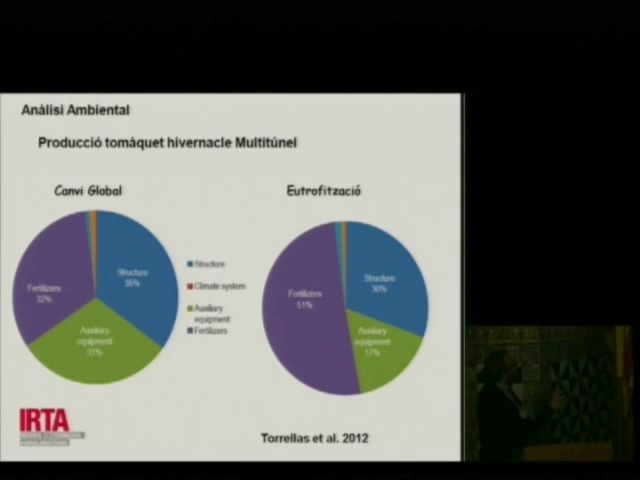 Anàlisi Ambiental
Producció tomàquet hivernacle Multitúnel
Canvi Global
Eutrofització
Structure
35%
Fertilizers
32%
Auxiliary
equipment
31%
Structure
Climate system
Auxiliary
equipment
Fertilizers
Structure
30%
Fertilizers
51%
Auxiliary
equipment
17%
IRTA
Torrellas et al. 2012